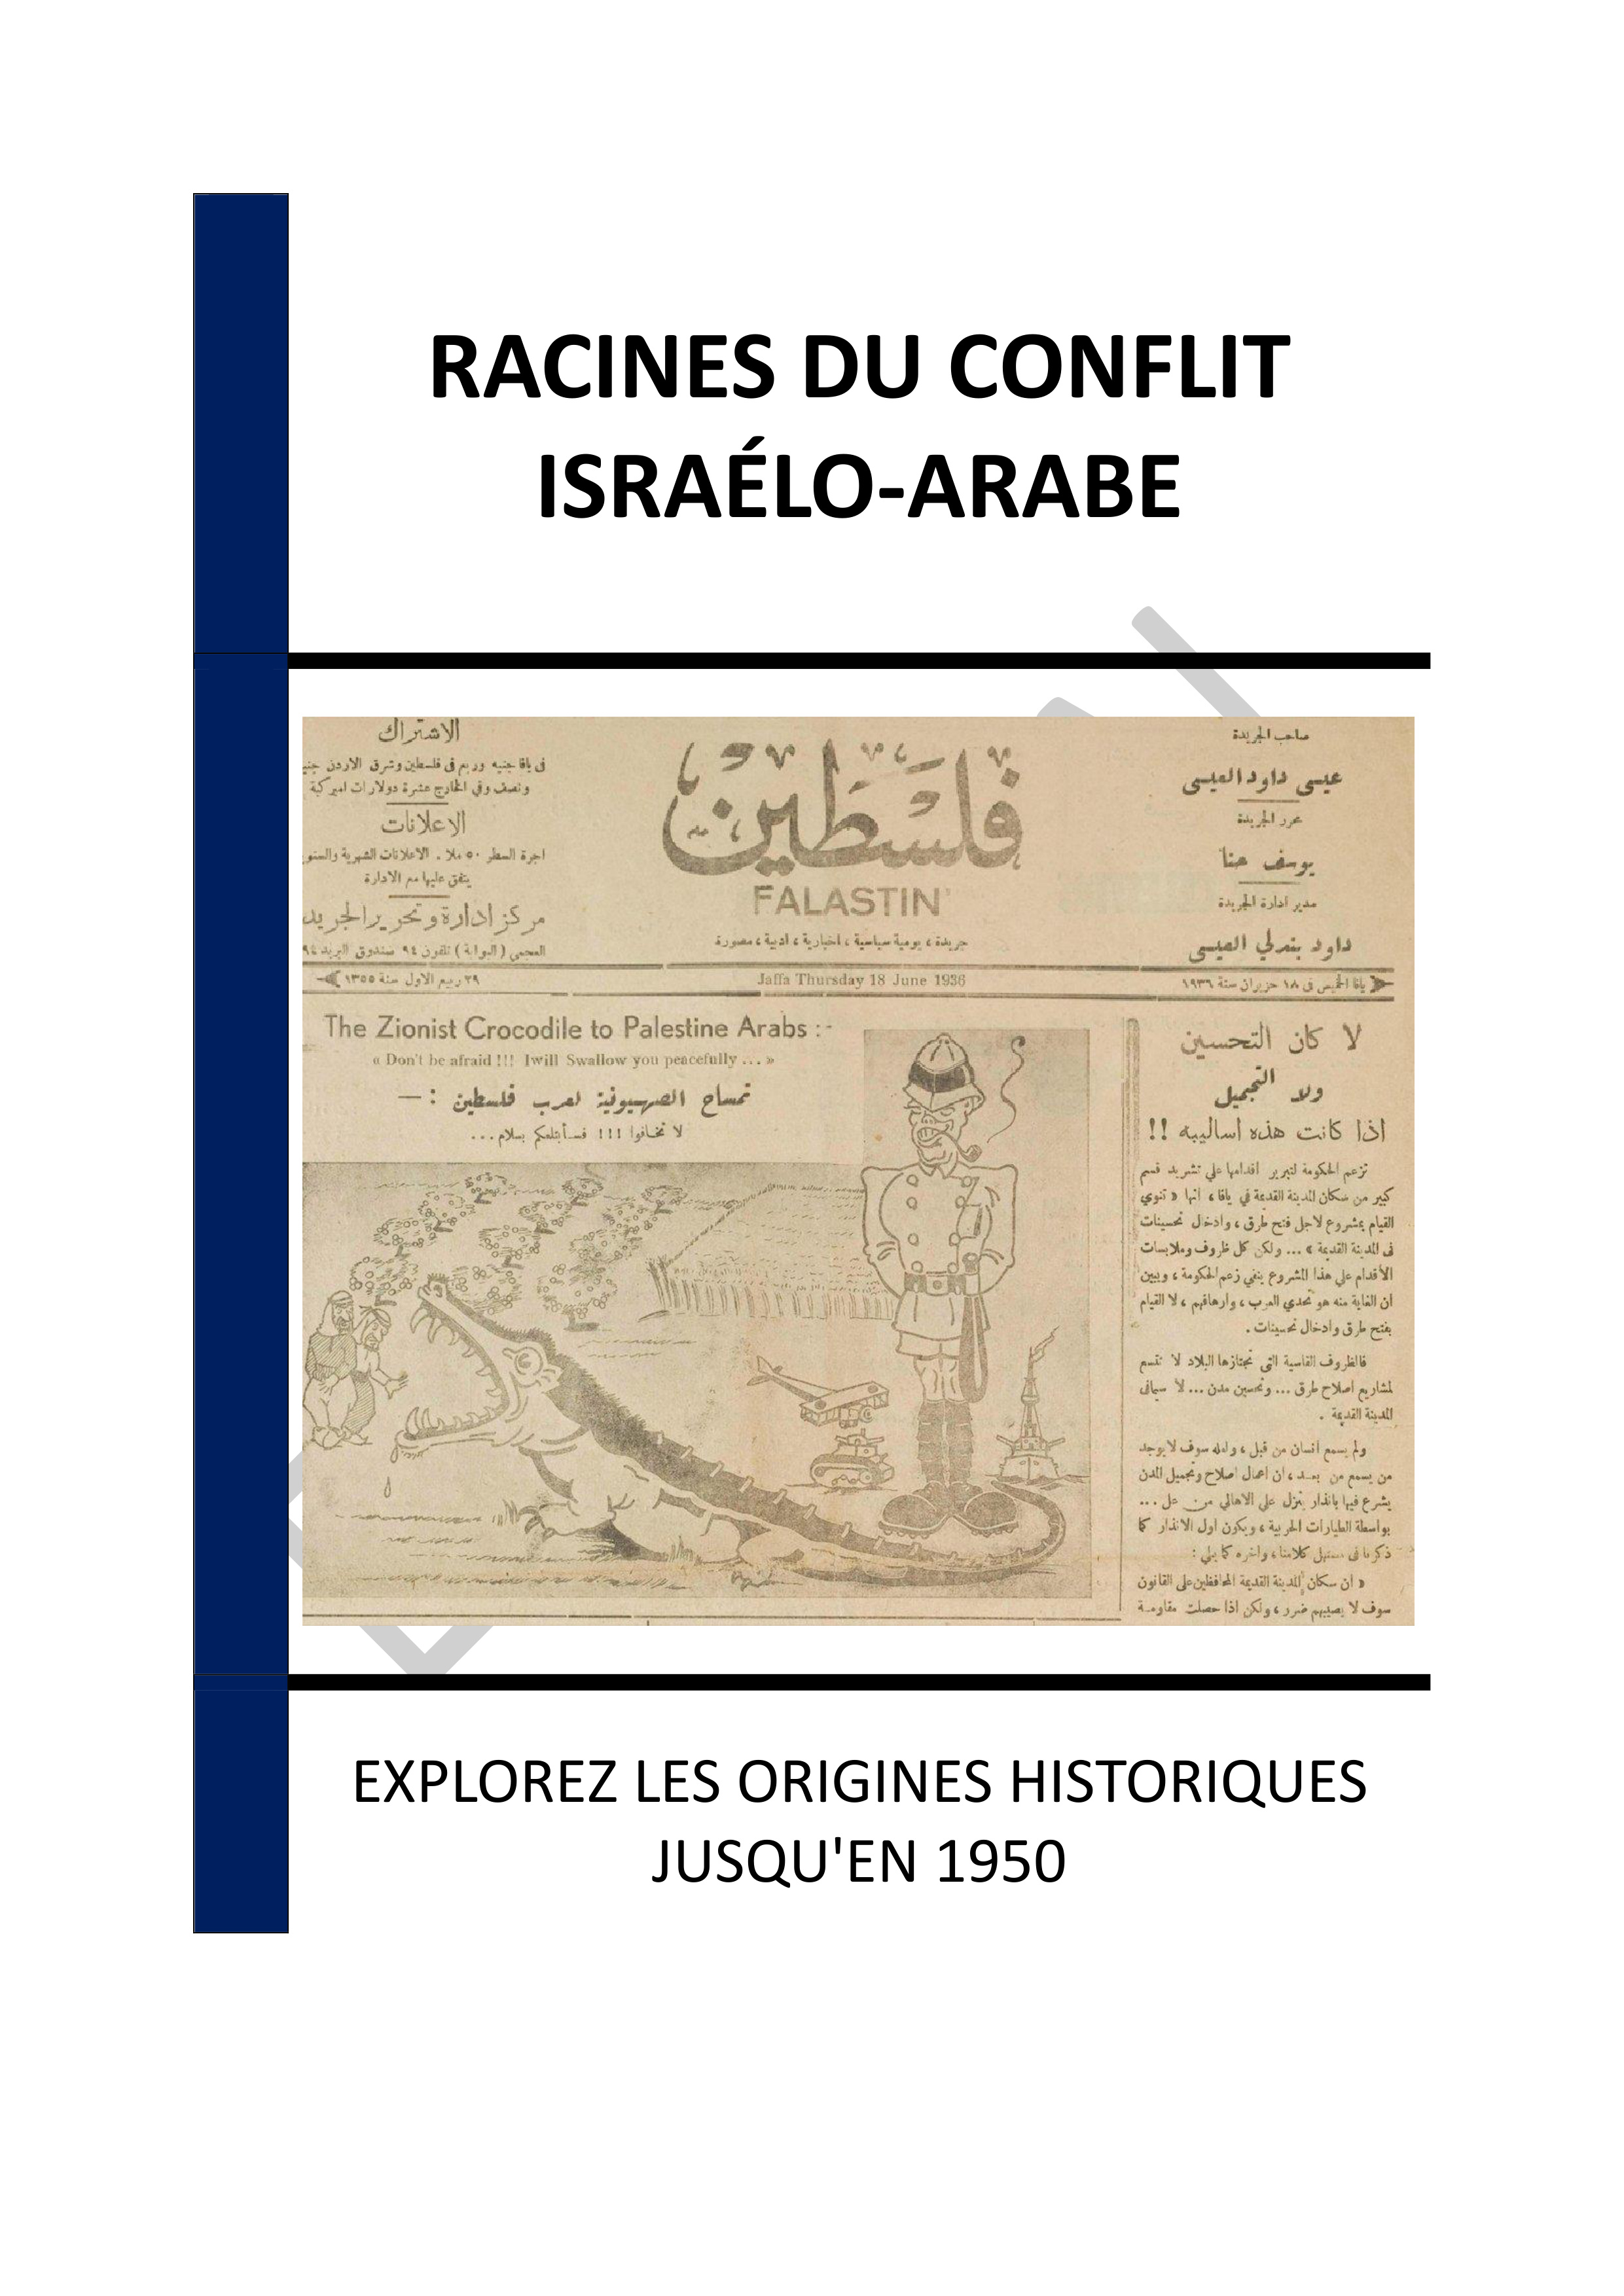 RACINES DU CONFLIT
ISRAÉLO-ARABE
الاشتراك
فى يافا جنيه وربع فى فلسطين وشرق الاردن جنيه
ونصف وفي الخارج عشرة دولارات اميركية
الاعلانات
اجرة السطر ٥٠ ملا . الاعلانات الشهرية والسنو
يتفق عليها مع الادارة
مركز ادارة وتحرير الجريد
العجمي ( البوابة ) تلفون ٩٤ صندوق البريد ٩٤
فلسطين
FALASTIN
جريدة ، يومية سياسية ، اخبارية ، ادبية ، مصورة
صاحب الجريدة
عيسى داود العيسى
محرر الجريدة
يوسف حنا
مدير ادارة الجريدة
داود بندلي العيسى
٢٩ ربيع الاول سنة ١٣٥٥
Jaffa Thursday 18 June 1936
يافا الخميس فى ١٨ حزيران سنة ١٩٣٦
The Zionist Crocodile to Palestine Arabs :-
« Don't be afraid !!! Iwill Swallow you peacefully ... »
تمساح الصهيونية لعرب فلسطين : —
لا تخافوا !!! فسأبتلعكم بسلام ...
لا كان التحسين
ولا التجميل
اذا كانت هذه اساليبه !!
تزعم الحكومة لتبرير اقدامها على تشريد قسم
كبير من سكان المدينة القديمة في يافا ، انها « تنوي
القيام بمشروع لاجل فتح طرق ، وادخال تحسينات
فى المدينة القديمة » ... ولكن كل ظروف وملابسات
الأقدام على هذا المشروع ينفي زعم الحكومة ، ويبين
ان الغاية منه هو تحدي العرب ، وارهاقهم ، لا القيام
بفتح طرق وادخال تحسينات .
فالظروف القاسية التى تجتازها البلاد لا تتسع
لمشاريع اصلاح طرق ... وتحسين مدن ... لا سيما فى
المدينة القديمة .
ولم يسمع انسان من قبل ، ولعله سوف لا يوجد
من يسمع من بعد ، ان اعمال اصلاح وتجميل المدن
يشرع فيها بانذار ينزل على الاهالي من عل ...
بواسطة الطيارات الحربية ، ويكون اول الانذار كما
ذكرنا فى مستهل كلامنا ، واخره كما يلي :
« ان سكان المدينة القديمة المحافظين على القانون
سوف لا يصيبهم ضرر ، ولكن اذا حصلت مقاومة
EXPLOREZ LES ORIGINES HISTORIQUES
JUSQU'EN 1950